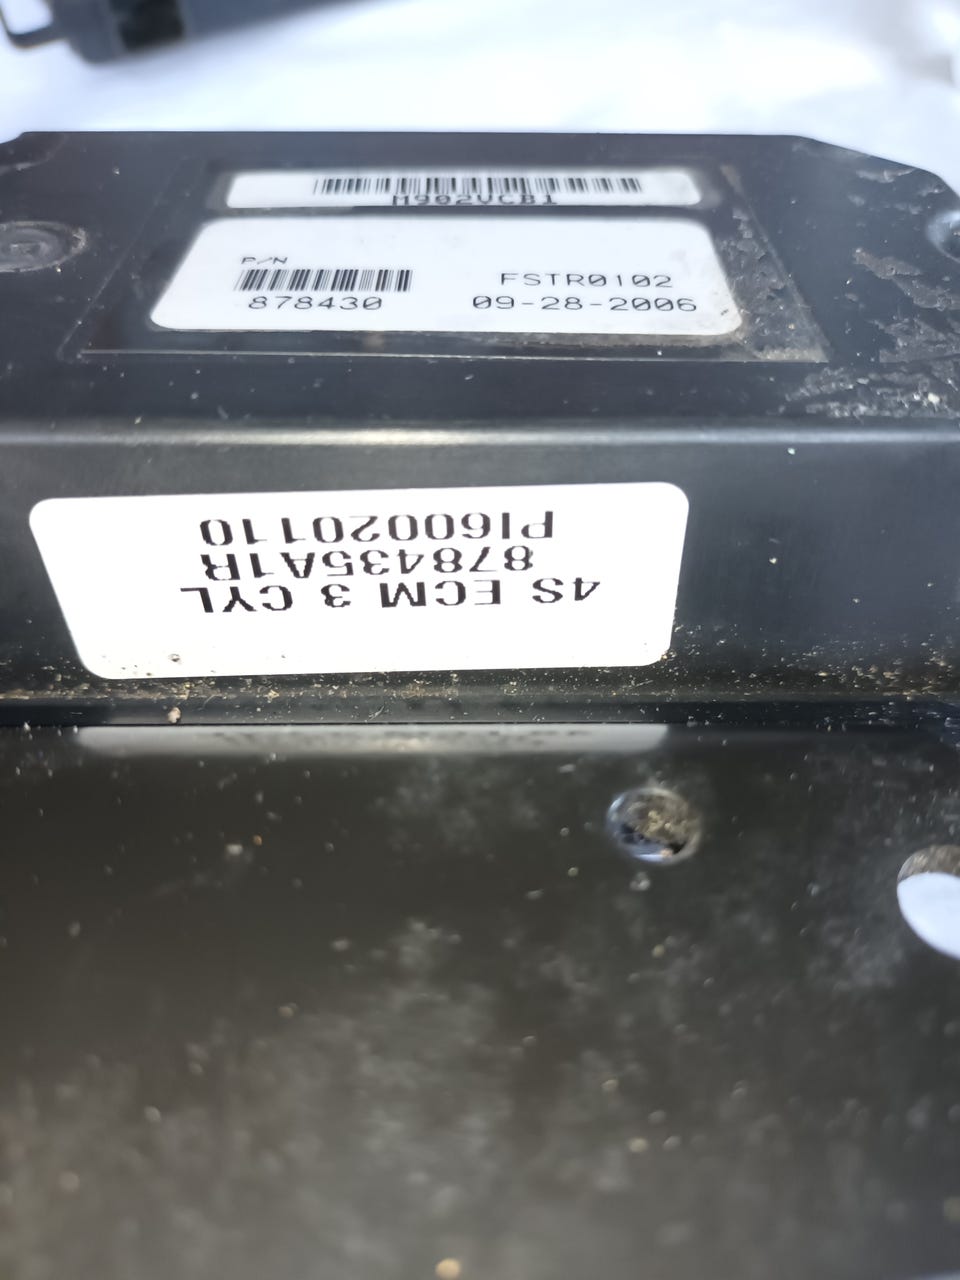 M902VCB1
P/N
878430
FSTR0102
09-28-2006
4S ECM 3 CYL
878435A1R
PI60020110